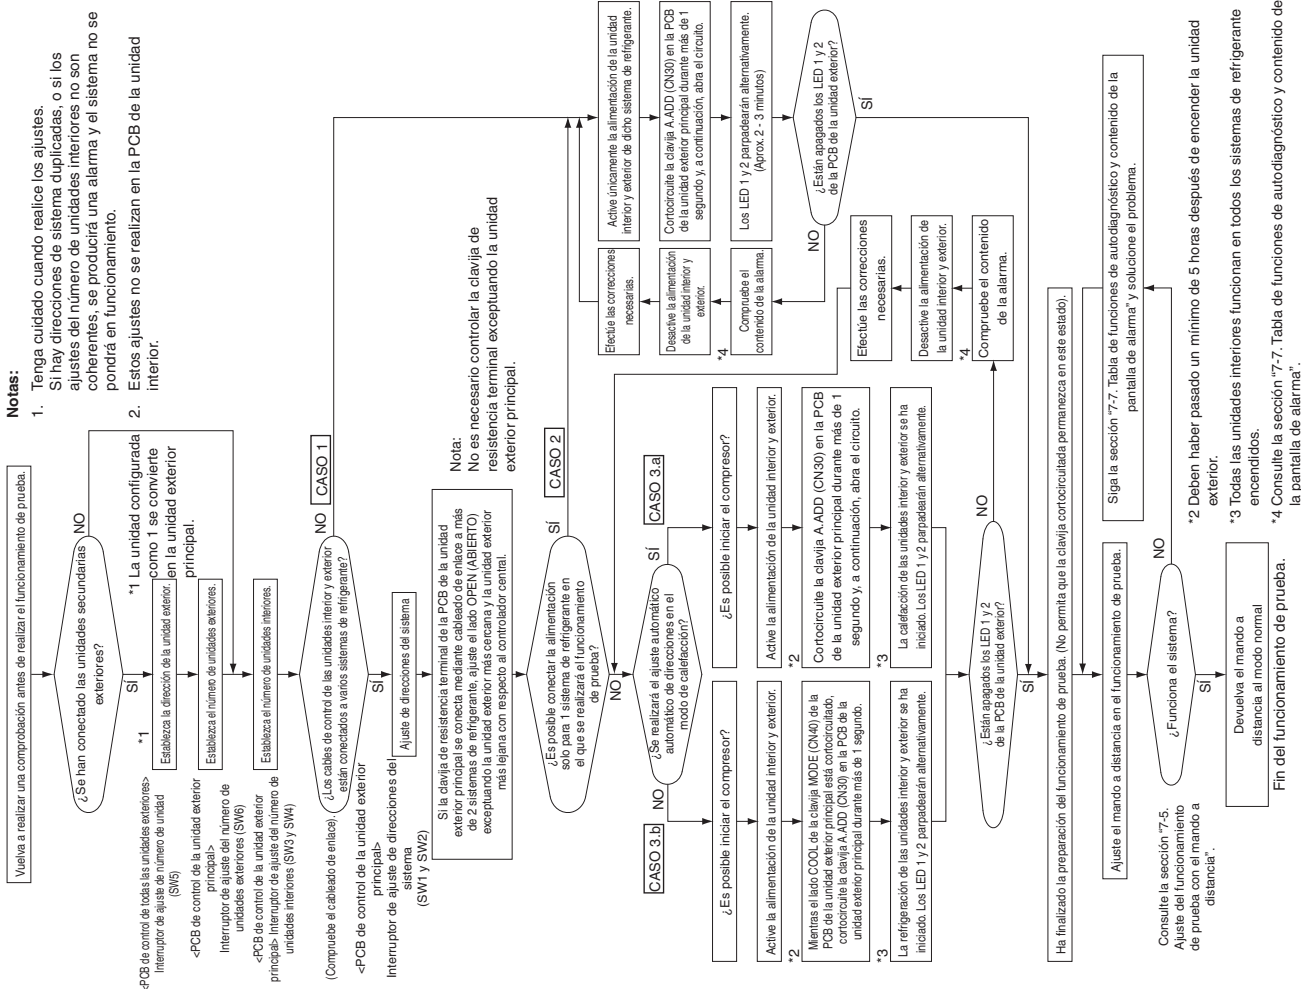 Vuelva a realizar una comprobación antes de realizar el funcionamiento de prueba.
¿Se han conectado las unidades secundarias
exteriores?
NO
SÍ
*1
*1 La unidad configurada
como 1 se convierte
en la unidad exterior
principal.
Notas:
1. Tenga cuidado cuando realice los ajustes.
Si hay direcciones de sistema duplicadas, o si los
ajustes del número de unidades interiores no son
coherentes, se producirá una alarma y el sistema no se
pondrá en funcionamiento.
2. Estos ajustes no se realizan en la PCB de la unidad
interior.
<PCB de control de todas las unidades exteriores>
Interruptor de ajuste de número de unidad
(SW5)
Establezca la dirección de la unidad exterior.
<PCB de control de la unidad exterior
principal>
Interruptor de ajuste del número de
unidades exteriores (SW6)
Establezca el número de unidades exteriores.
<PCB de control de la unidad exterior
principal> Interruptor de ajuste del número de
unidades interiores (SW3 y SW4)
Establezca el número de unidades interiores.
(Compruebe el cableado de enlace).
¿Los cables de control de las unidades interior y exterior
están conectados a varios sistemas de refrigerante?
NO
CASO 1
SÍ
<PCB de control de la unidad exterior
principal>
Interruptor de ajuste de direcciones del
sistema
(SW1 y SW2)
Ajuste de direcciones del sistema
Si la clavija de resistencia terminal de la PCB de la unidad
exterior principal se conecta mediante cableado de enlace a más
de 2 sistemas de refrigerante, ajuste el lado OPEN (ABIERTO)
exceptuando la unidad exterior más cercana y la unidad exterior
más lejana con respecto al controlador central.
Nota:
No es necesario controlar la clavija de
resistencia terminal exceptuando la unidad
exterior principal.
¿Es posible conectar la alimentación
solo para 1 sistema de refrigerante en
el que se realizará el funcionamiento
de prueba?
SÍ
CASO 2
NO
¿Se realizará el ajuste automático
automático de direcciones en el
modo de calefacción?
NO
CASO 3.b
SÍ
CASO 3.a
¿Es posible iniciar el compresor?
¿Es posible iniciar el compresor?
Active la alimentación de la unidad interior y exterior.
Active la alimentación de la unidad interior y exterior.
*2
Mientras el lado COOL de la clavija MODE (CN40) de la
PCB de la unidad exterior principal está cortocircuitado,
cortocircuite la clavija A.ADD (CN30) en la PCB de la
unidad exterior principal durante más de 1 segundo.
*2
Cortocircuite la clavija A.ADD (CN30) en la PCB
de la unidad exterior principal durante más de 1
segundo y, a continuación, abra el circuito.
*3
La refrigeración de las unidades interior y exterior se ha
iniciado. Los LED 1 y 2 parpadearán alternativamente.
*3
La calefacción de las unidades interior y exterior se ha
iniciado. Los LED 1 y 2 parpadearán alternativamente.
¿Están apagados los LED 1 y 2
de la PCB de la unidad exterior?
NO
SÍ
*4
Compruebe el contenido
de la alarma.
Desactive la alimentación de
la unidad interior y exterior.
Efectúe las correcciones
necesarias.
Active únicamente la alimentación de la unidad
interior y exterior de dicho sistema de refrigerante.
Cortocircuite la clavija A.ADD (CN30) en la PCB
de la unidad exterior principal durante más de 1
segundo y, a continuación, abra el circuito.
Los LED 1 y 2 parpadearán alternativamente.
(Aprox. 2 - 3 minutos)
¿Están apagados los LED 1 y 2
de la PCB de la unidad exterior?
NO
SÍ
*4
Compruebe el
contenido de la alarma.
Desactive la alimentación
de la unidad interior y
exterior.
Efectúe las correcciones
necesarias.
Ha finalizado la preparación del funcionamiento de prueba. (No permita que la clavija cortocircuitada permanezca en este estado).
Ajuste el mando a distancia en el funcionamiento de prueba.
Siga la sección "7-7. Tabla de funciones de autodiagnóstico y contenido de la
pantalla de alarma" y solucione el problema.
Consulte la sección "7-5.
Ajuste del funcionamiento
de prueba con el mando a
distancia".
¿Funciona el sistema?
NO
SÍ
Devuelva el mando a
distancia al modo normal
Fin del funcionamiento de prueba.
*2 Deben haber pasado un mínimo de 5 horas después de encender la unidad
exterior.
*3 Todas las unidades interiores funcionan en todos los sistemas de refrigerante
encendidos.
*4 Consulte la sección "7-7. Tabla de funciones de autodiagnóstico y contenido de
la pantalla de alarma".